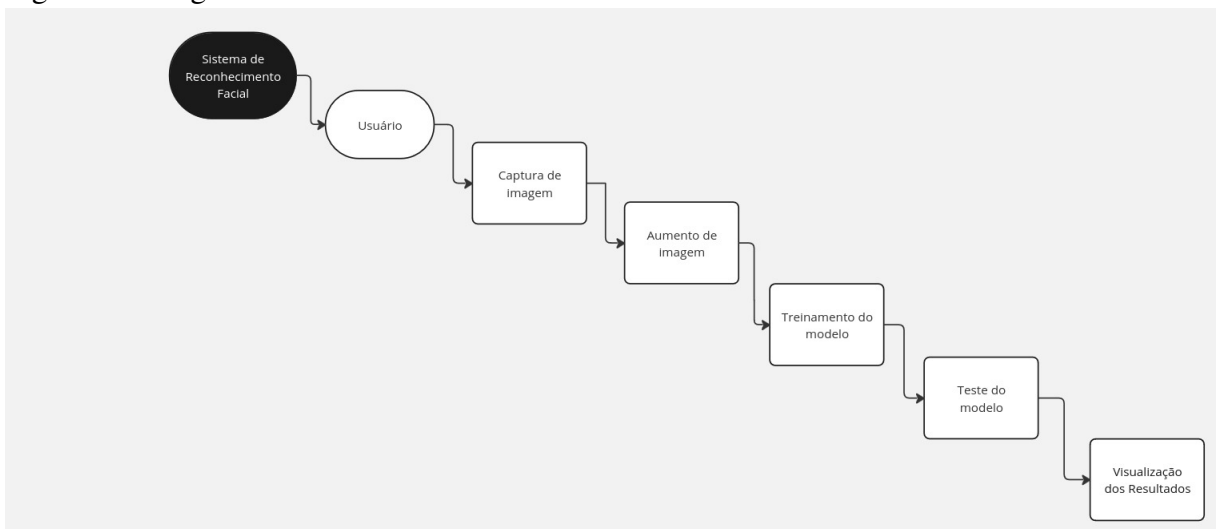 Sistema de
Reconhecimento
Facial
Usuário
Captura de
imagem
Aumento de
imagem
Treinamento do
modelo
Teste do
modelo
Visualização
dos Resultados